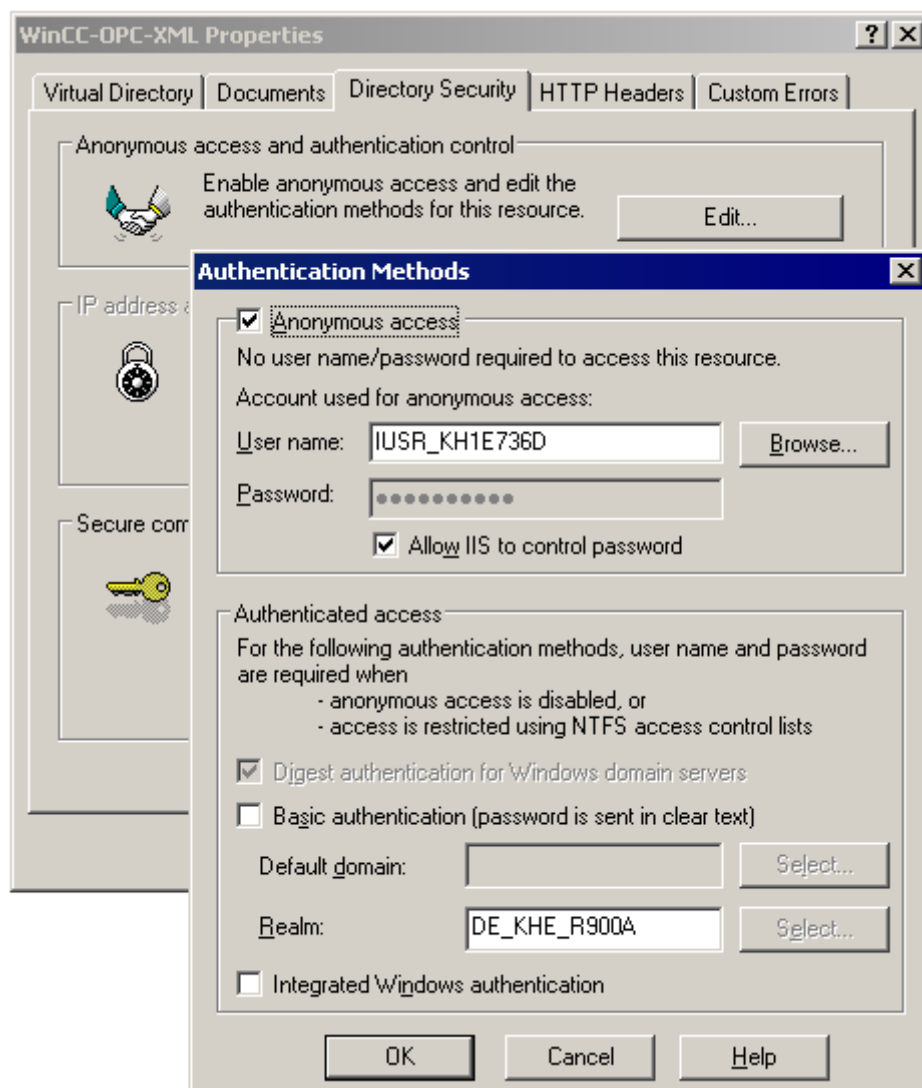 WinCC-OPC-XML Properties
Virtual Directory
Documents
Directory Security
HTTP Headers
Custom Errors
Anonymous access and authentication control
Enable anonymous access and edit the
authentication methods for this resource.
Edit...
IP address a
Secure com
Authentication Methods
Anonymous access
No user name/password required to access this resource.
Account used for anonymous access:
User name:
IUSR_KH1E736D
Browse...
Password:
Allow IIS to control password
Authenticated access
For the following authentication methods, user name and password
are required when
- anonymous access is disabled, or
- access is restricted using NTFS access control lists
Digest authentication for Windows domain servers
Basic authentication (password is sent in clear text)
Default domain:
Select...
Realm:
DE_KHE_R900A
Select...
Integrated Windows authentication
OK
Cancel
Help